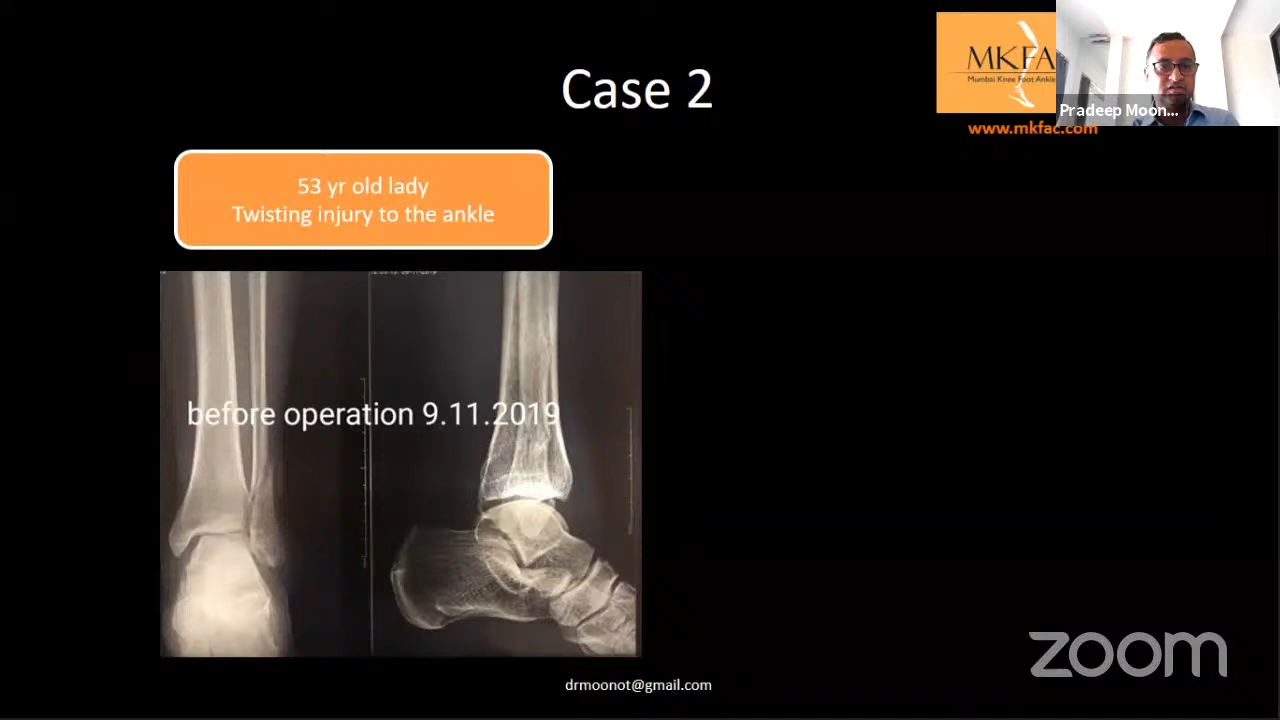 Case 2
MKFA
Mumbai Knee Foot Ankle
Pradeep Moon...
www.mkfac.com
53 yr old lady
Twisting injury to the ankle
before operation 9.11.2019
zoom
drmoonot@gmail.com